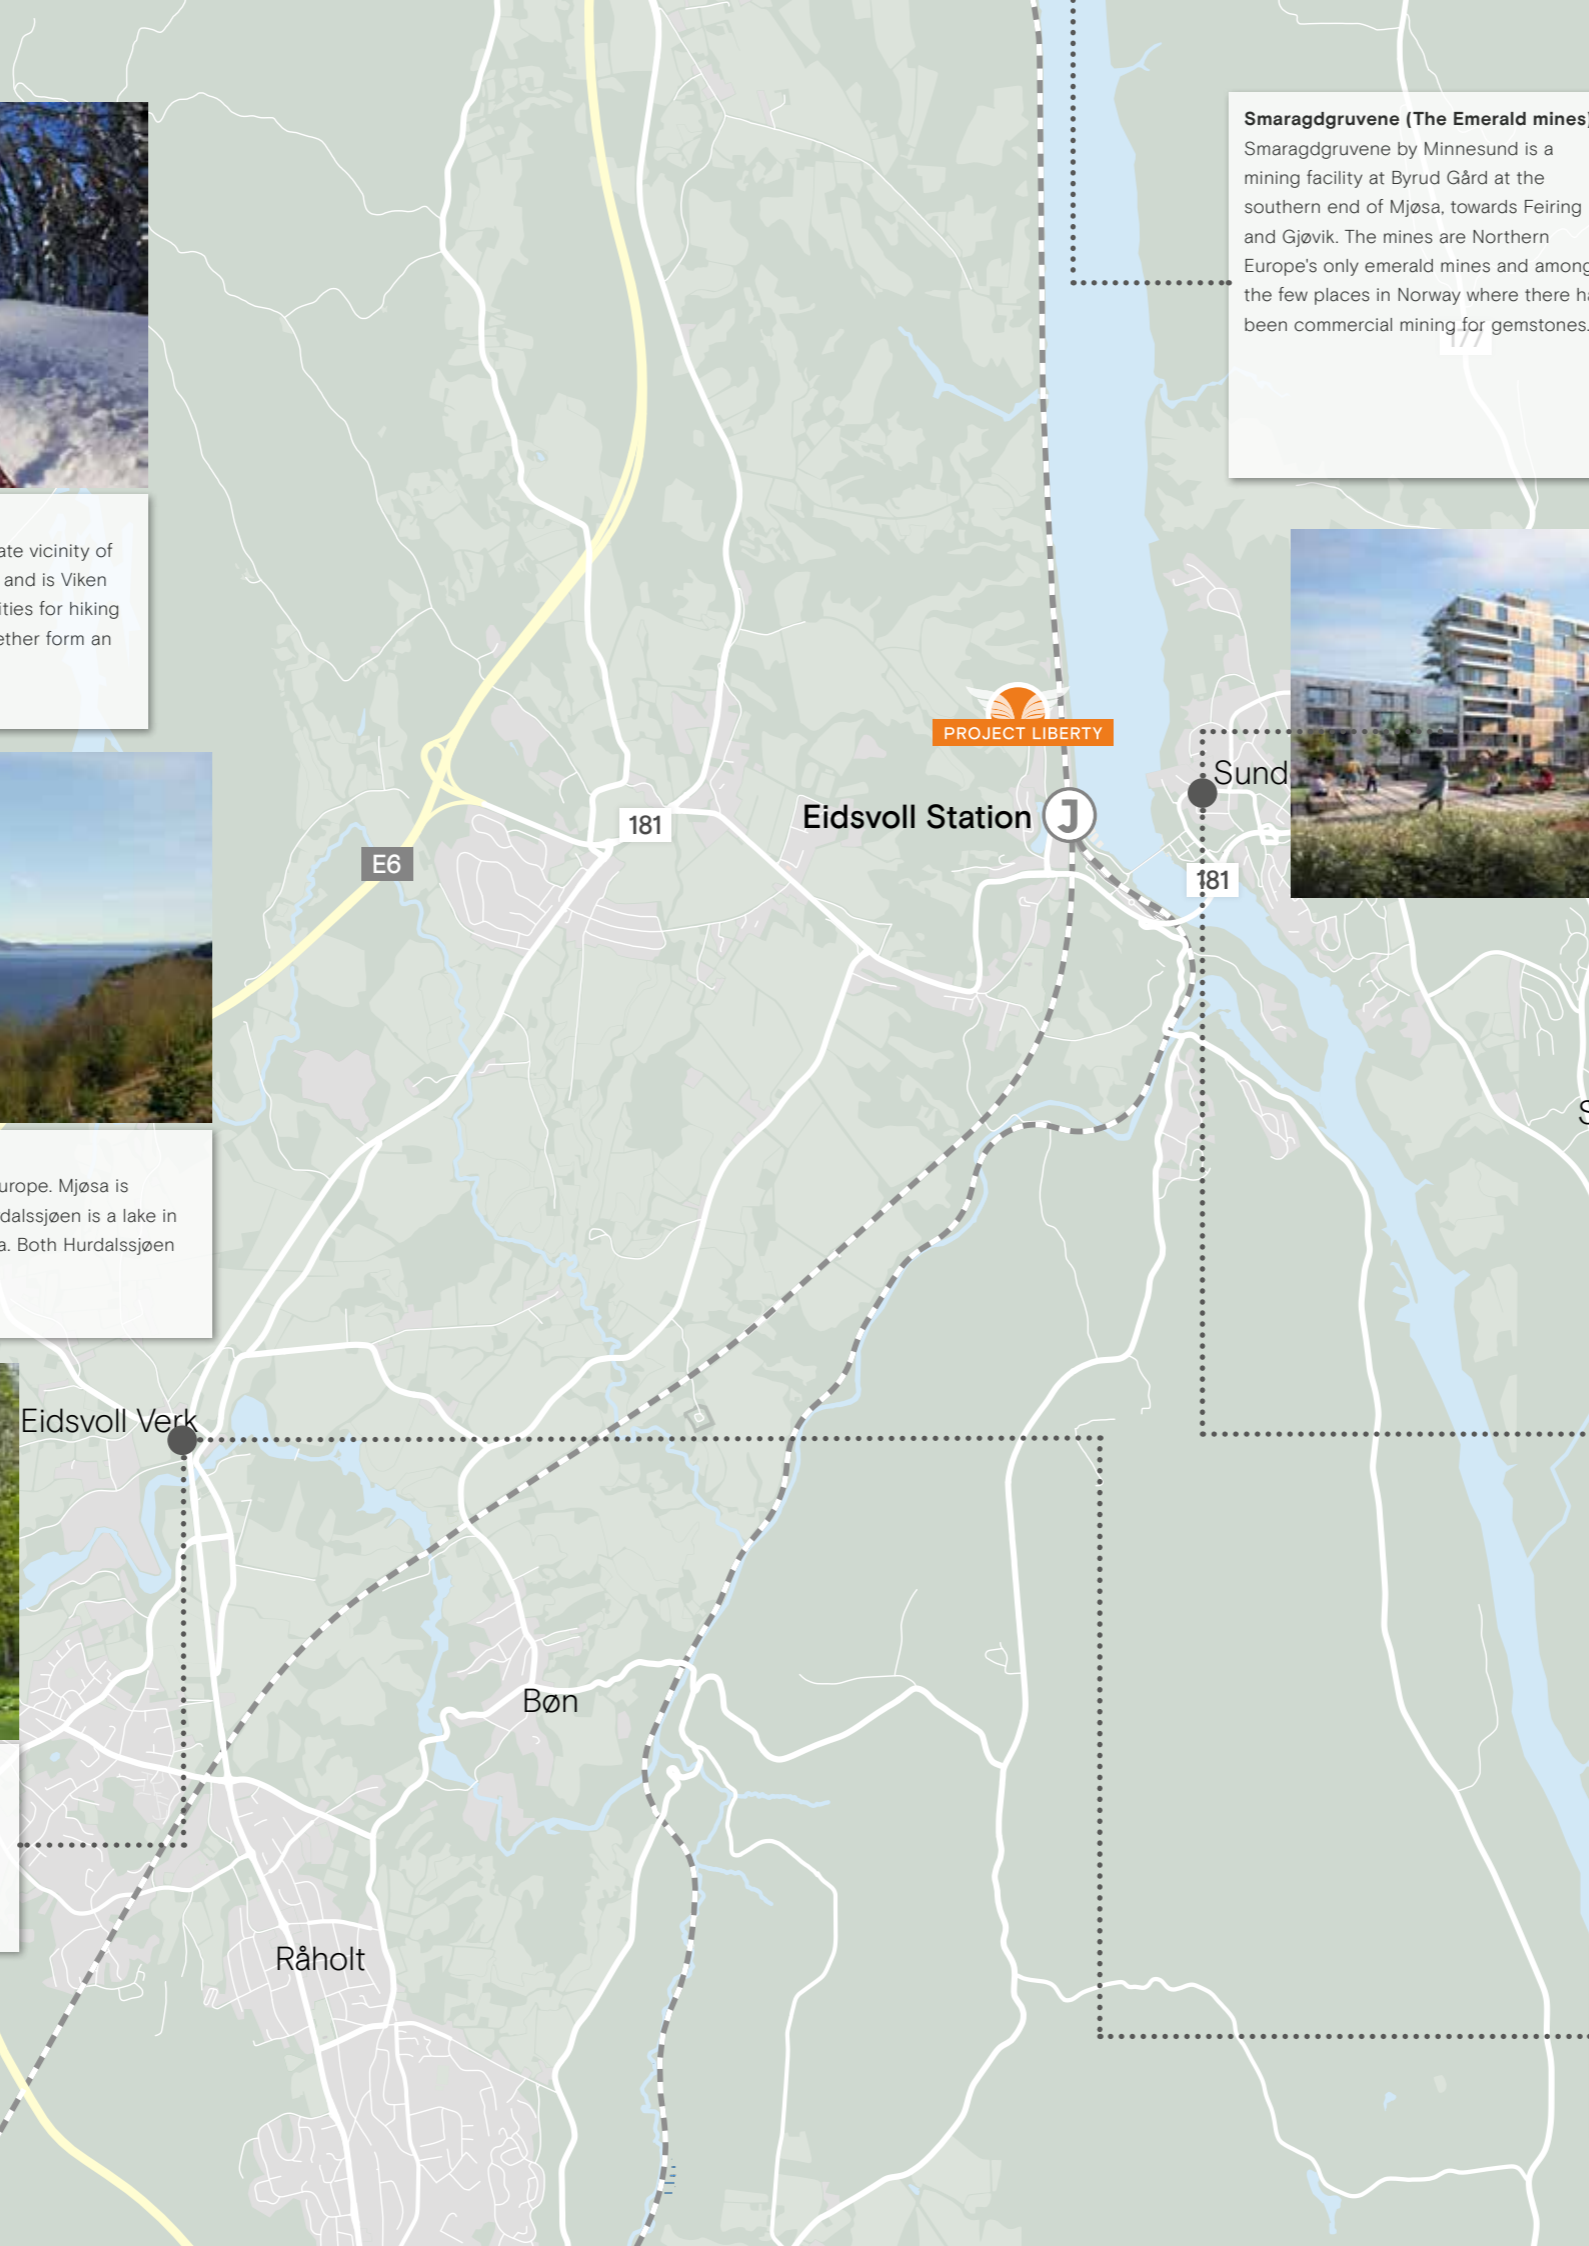 Smaragdgruvene (The Emerald mines)
Smaragdgruvene by Minnesund is a
mining facility at Byrud Gård at the
southern end of Mjøsa, towards Feiring
and Gjøvik. The mines are Northern
Europe's only emerald mines and among
the few places in Norway where there ha
been commercial mining for gemstones.
177
ate vicinity of
and is Viken
ities for hiking
ether form an
PROJECT LIBERTY
Sund
Eidsvoll Station
J
181
E6
181
S
urope. Mjøsa is
dalssjøen is a lake in
a. Both Hurdalssjøen
Eidsvoll Verk
Bøn
Råholt